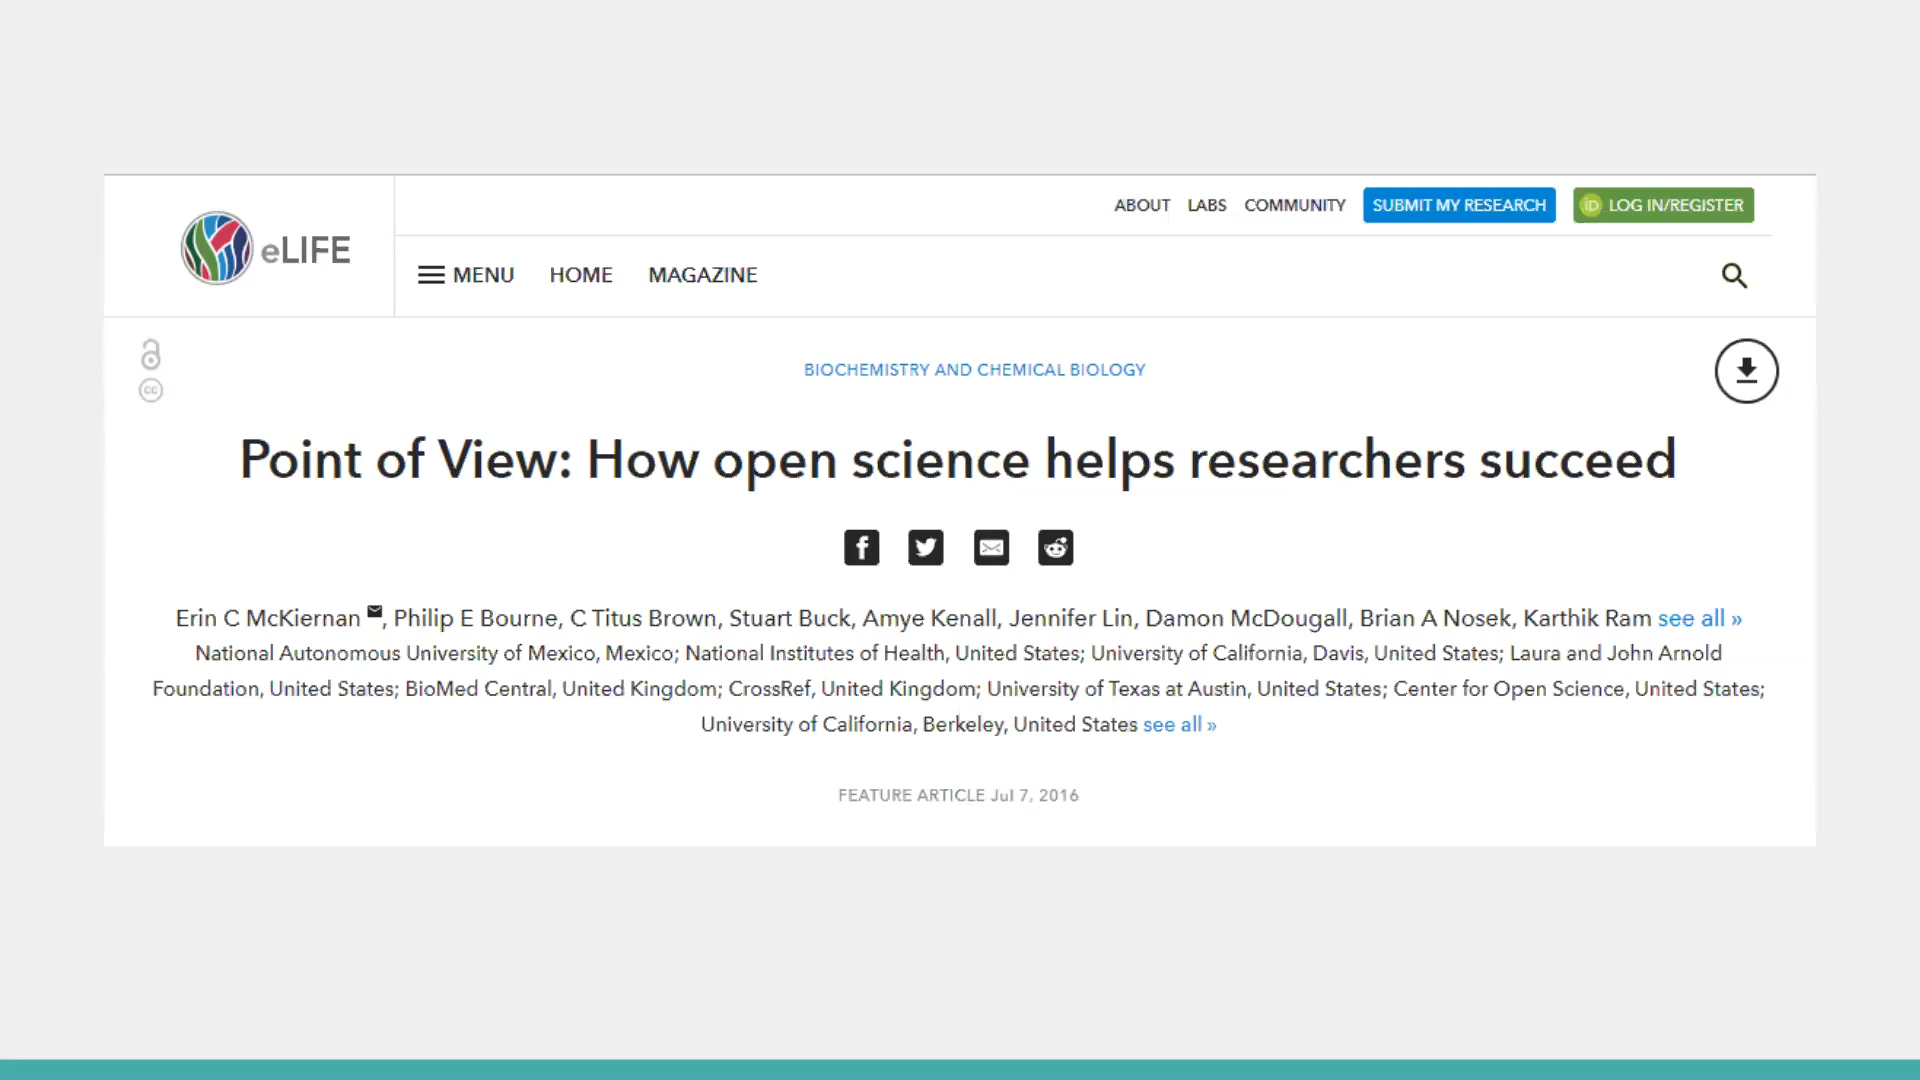 eLIFE
ABOUT LABS COMMUNITY SUBMIT MY RESEARCH iD LOG IN/REGISTER
MENU HOME MAGAZINE
cc
BIOCHEMISTRY AND CHEMICAL BIOLOGY
Point of View: How open science helps researchers succeed
Erin C McKiernan, Philip E Bourne, C Titus Brown, Stuart Buck, Amye Kenall, Jennifer Lin, Damon McDougall, Brian A Nosek, Karthik Ram see all »
National Autonomous University of Mexico, Mexico; National Institutes of Health, United States; University of California, Davis, United States; Laura and John Arnold
Foundation, United States; BioMed Central, United Kingdom; CrossRef, United Kingdom; University of Texas at Austin, United States; Center for Open Science, United States;
University of California, Berkeley, United States see all »
FEATURE ARTICLE Jul 7, 2016